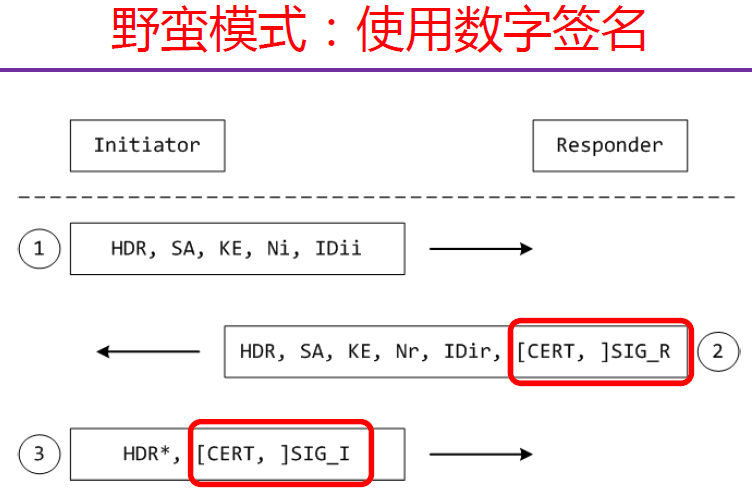 野蛮模式：使用数字签名
Initiator
Responder
1
HDR, SA, KE, Ni, IDii
HDR, SA, KE, Nr, IDir, [CERT, ]SIG_R
2
3
HDR*, [CERT, ]SIG_I